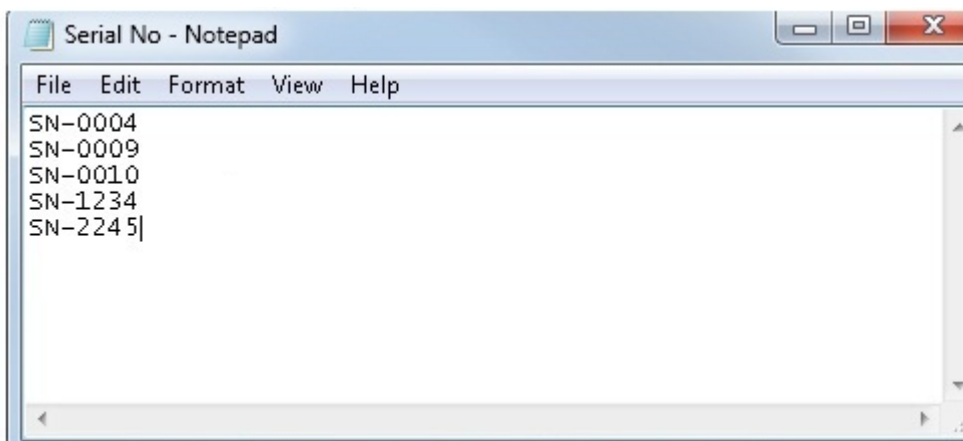 Serial No - Notepad
File Edit Format View Help
SN-0004
SN-0009
SN-0010
SN-1234
SN-2245